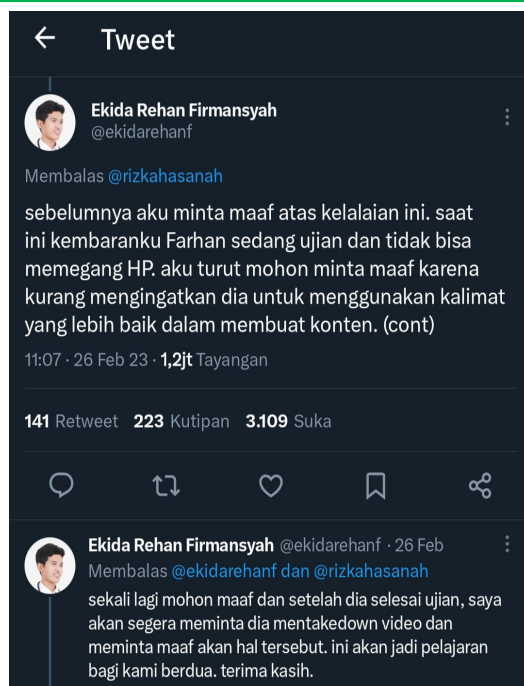 Tweet
Ekida Rehan Firmansyah
@ekidarehanf
Membalas @rizkahasanah
sebelumnya aku minta maaf atas kelalaian ini. saat
ini kembaranku Farhan sedang ujian dan tidak bisa
memegang HP. aku turut mohon minta maaf karena
kurang mengingatkan dia untuk menggunakan kalimat
yang lebih baik dalam membuat konten. (cont)
11:07 · 26 Feb 23 · 1,2jt Tayangan
141 Retweet 223 Kutipan 3.109 Suka
Ekida Rehan Firmansyah @ekidarehanf · 26 Feb
Membalas @ekidarehanf dan @rizkahasanah
sekali lagi mohon maaf dan setelah dia selesai ujian, saya
akan segera meminta dia mentakedown video dan
meminta maaf akan hal tersebut. ini akan jadi pelajaran
bagi kami berdua. terima kasih.